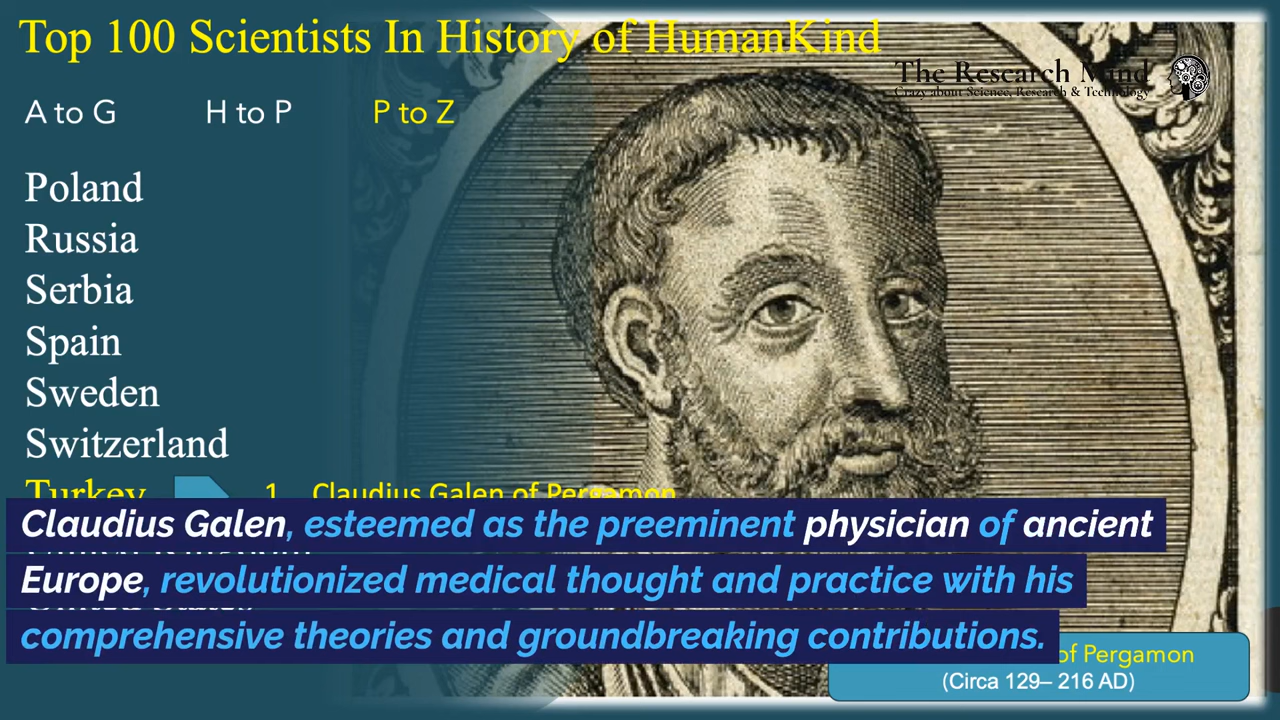 Top 100 Scientists In History of HumanKind
The Research Mind
Crazy about Science, Research & Technology
A to G H to P P to Z
Poland
Russia
Serbia
Spain
Sweden
Switzerland
Turkey 1. Claudius Galen of Pergamon
Claudius Galen, esteemed as the preeminent physician of ancient
Europe, revolutionized medical thought and practice with his
comprehensive theories and groundbreaking contributions.
of Pergamon
(Circa 129– 216 AD)